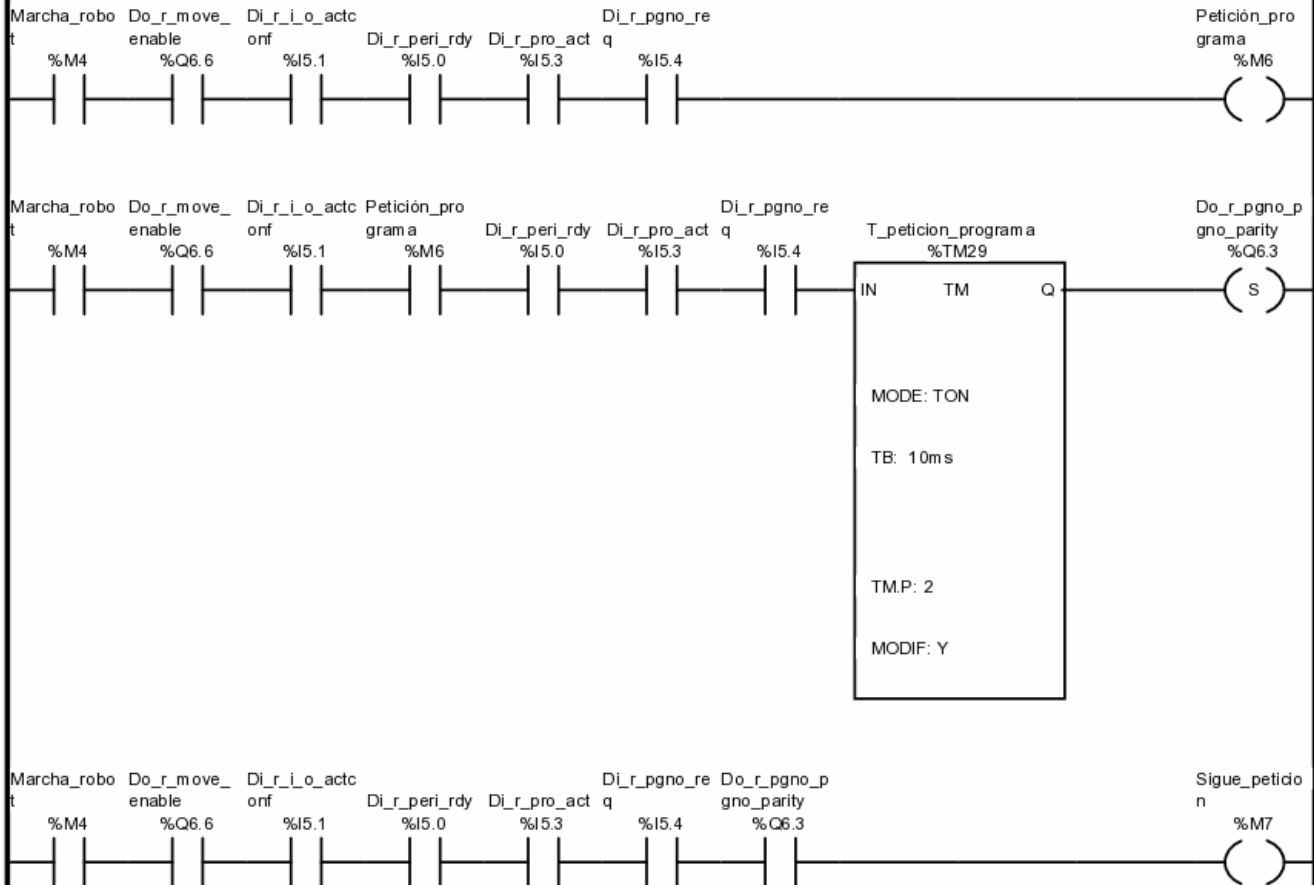 Marcha_robo Do_r_move_ Di_r_i_o_actc Di_r_pgno_re Petición_pro
t enable onf Di_r_peri_rdy Di_r_pro_act q grama
%M4 %Q6.6 %I5.1 %I5.0 %I5.3 %I5.4 %M6
Marcha_robo Do_r_move_ Di_r_i_o_actc Petición_pro Di_r_pgno_re Do_r_pgno_p
t enable onf grama Di_r_peri_rdy Di_r_pro_act q T_peticion_programa gno_parity
%M4 %Q6.6 %I5.1 %M6 %I5.0 %I5.3 %I5.4 %TM29 %Q6.3
IN TM Q S
MODE: TON
TB: 10ms
TM.P: 2
MODIF: Y
Marcha_robo Do_r_move_ Di_r_i_o_actc Di_r_pgno_re Do_r_pgno_p Sigue_peticio
t enable onf Di_r_peri_rdy Di_r_pro_act q gno_parity n
%M4 %Q6.6 %I5.1 %I5.0 %I5.3 %I5.4 %Q6.3 %M7